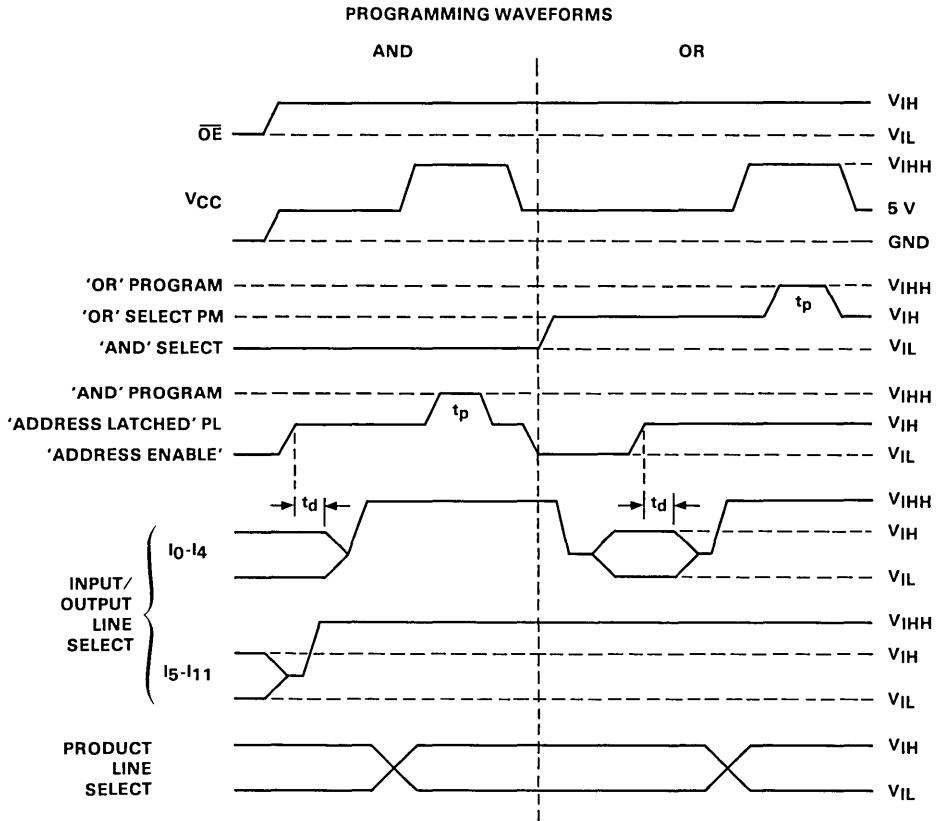 PROGRAMMING WAVEFORMS
AND OR
OE VIH
VIL
VCC VIHH
5 V
GND
'OR' PROGRAM VIHH
'OR' SELECT PM tp VIH
'AND' SELECT VIL
'AND' PROGRAM VIHH
'ADDRESS LATCHED' PL tp VIH
'ADDRESS ENABLE' VIL
td td VIHH
I0-I4 VIH
VIL
INPUT/
OUTPUT
LINE
SELECT
VIHH
I5-I11 VIH
VIL
PRODUCT VIH
LINE
SELECT VIL